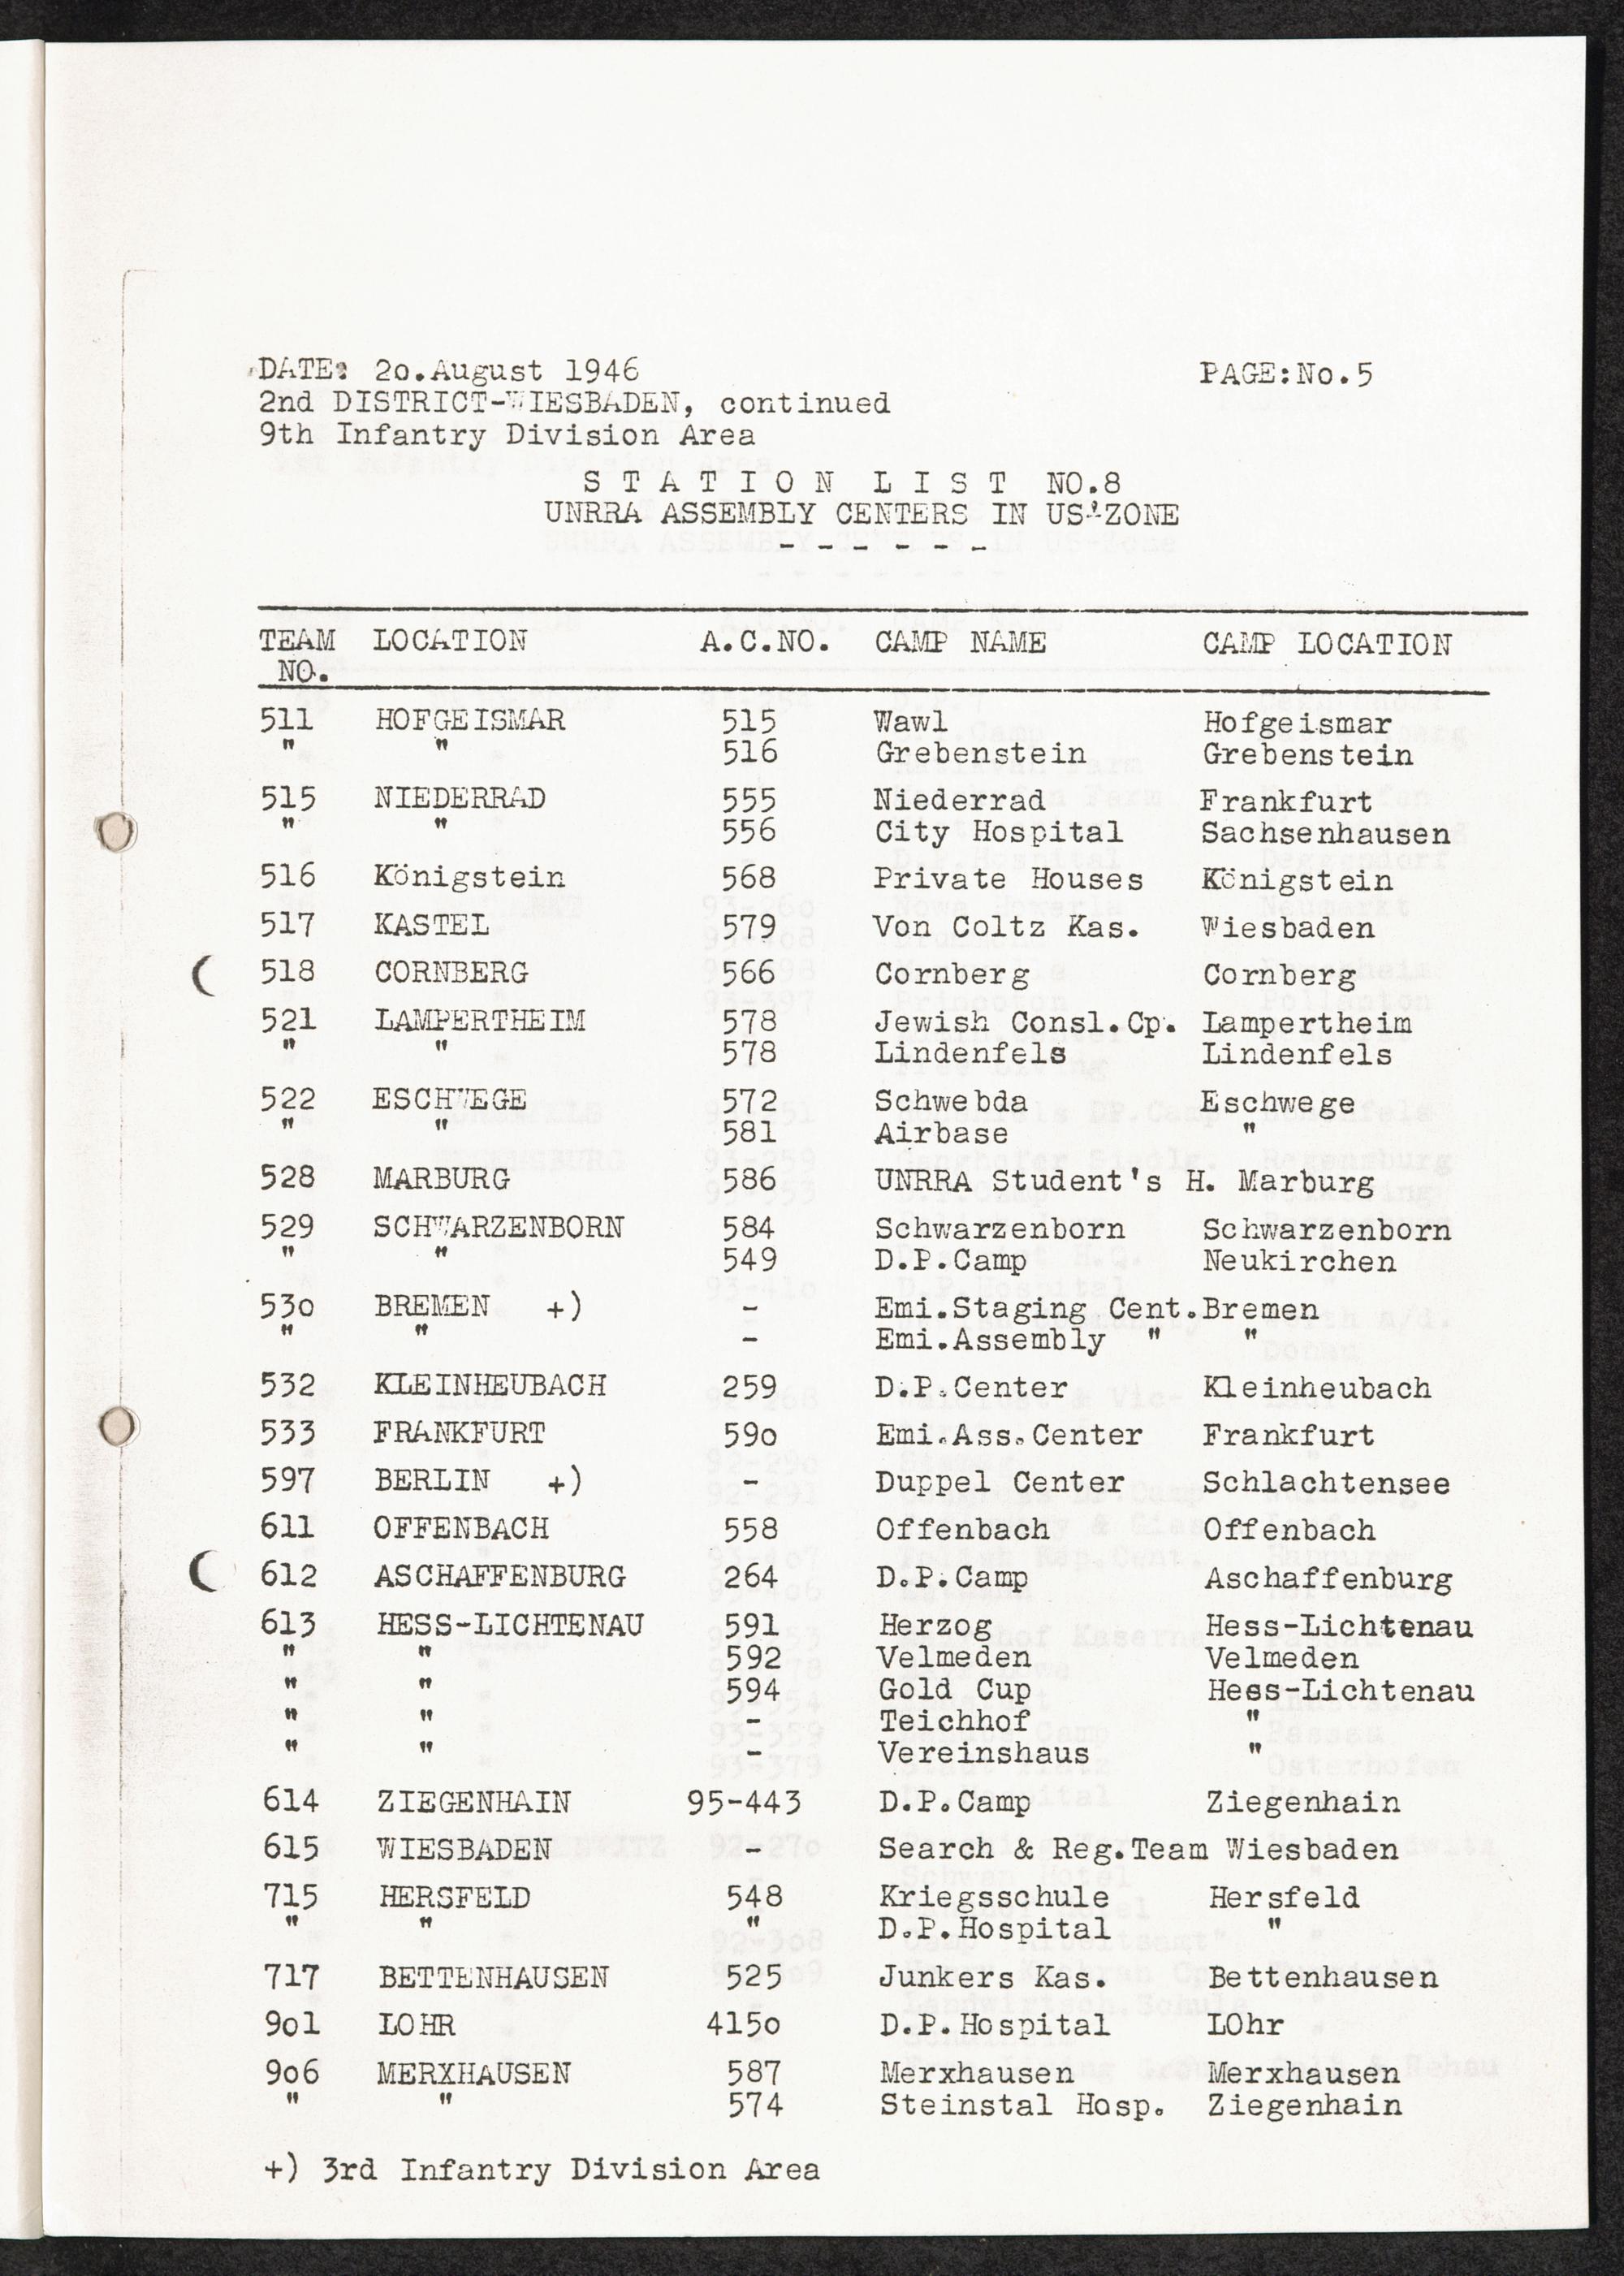 DATE: 2o.August 1946 PAGE:No.5
2nd DISTRICT-WIESBADEN, continued
9th Infantry Division Area
S T A T I O N L I S T NO.8
UNRRA ASSEMBLY CENTERS IN US-ZONE
- - - - - -
TEAM LOCATION A.C.NO. CAMP NAME CAMP LOCATION
NO.
511 HOFGEISMAR 515 Wawl Hofgeismar
" " 516 Grebenstein Grebenstein
515 NIEDERRAD 555 Niederrad Frankfurt
" " 556 City Hospital Sachsenhausen
516 Königstein 568 Private Houses Königstein
517 KASTEL 579 Von Coltz Kas. Wiesbaden
( 518 CORNBERG 566 Cornberg Cornberg
521 LAMPERTHEIM 578 Jewish Consl.Cp. Lampertheim
" " 578 Lindenfels Lindenfels
522 ESCHWEGE 572 Schwebda Eschwege
" " 581 Airbase "
528 MARBURG 586 UNRRA Student's H. Marburg
529 SCHWARZENBORN 584 Schwarzenborn Schwarzenborn
" " 549 D.P.Camp Neukirchen
53o BREMEN +) - Emi.Staging Cent.Bremen
" " - Emi.Assembly " "
532 KLEINHEUBACH 259 D.P.Center Kleinheubach
533 FRANKFURT 59o Emi.Ass.Center Frankfurt
597 BERLIN +) - Duppel Center Schlachtensee
611 OFFENBACH 558 Offenbach Offenbach
( 612 ASCHAFFENBURG 264 D.P.Camp Aschaffenburg
613 HESS-LICHTENAU 591 Herzog Hess-Lichtenau
" " 592 Velmeden Velmeden
" " 594 Gold Cup Hess-Lichtenau
" " - Teichhof "
" " - Vereinshaus "
614 ZIEGENHAIN 95-443 D.P.Camp Ziegenhain
615 WIESBADEN - Search & Reg.Team Wiesbaden
715 HERSFELD 548 Kriegsschule Hersfeld
" " " D.P.Hospital "
717 BETTENHAUSEN 525 Junkers Kas. Bettenhausen
9o1 LOHR 415o D.P.Hospital LOhr
9o6 MERXHAUSEN 587 Merxhausen Merxhausen
" " 574 Steinstal Hosp. Ziegenhain
+) 3rd Infantry Division Area